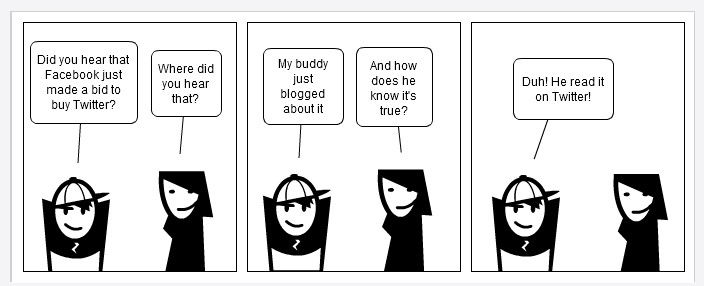 Did you hear that
Facebook just
made a bid to
buy Twitter?
Where did
you hear
that?
My buddy
just
blogged
about it
And how
does he
know it's
true?
Duh! He read it
on Twitter!